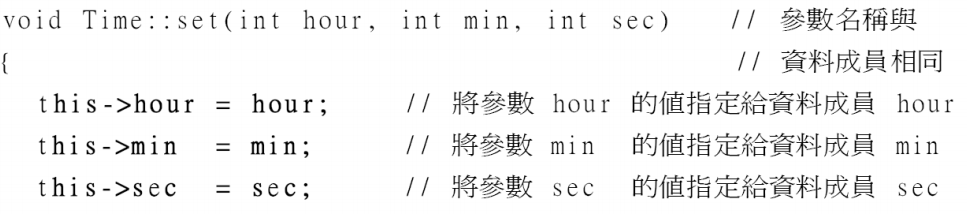 void Time::set(int hour, int min, int sec) // 參數名稱與
{ // 資料成員相同
this->hour = hour; // 將參數 hour 的值指定給資料成員 hour
this->min = min; // 將參數 min 的值指定給資料成員 min
this->sec = sec; // 將參數 sec 的值指定給資料成員 sec